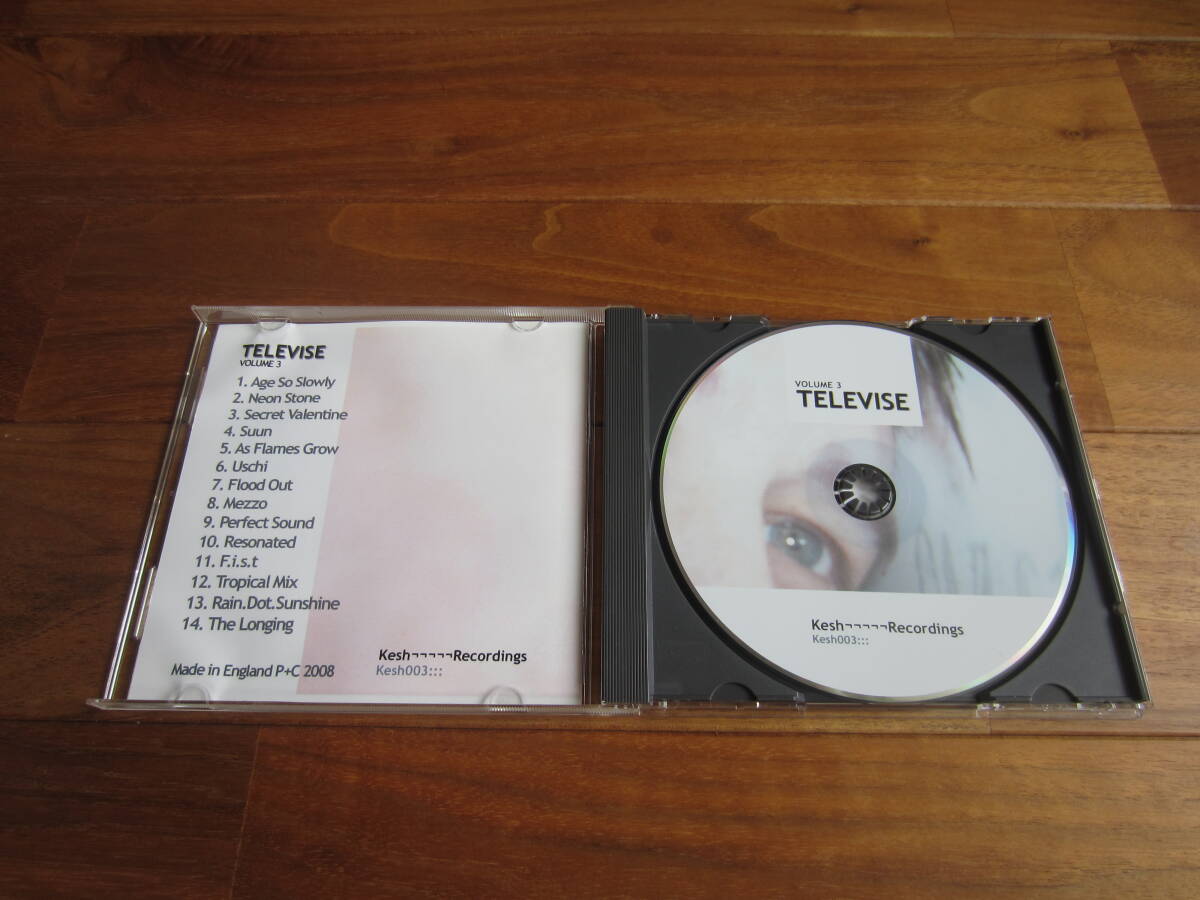 TELEVISE
VOLUME 3
1. Age So Slowly
2. Neon Stone
3. Secret Valentine
4. Suun
5. As Flames Grow
6. Uschi
7. Flood Out
8. Mezzo
9. Perfect Sound
10. Resonated
11. F.i.s.t
12. Tropical Mix
13. Rain.Dot.Sunshine
14. The Longing
Made in England P+C 2008
Kesh¬¬¬¬¬Recordings
Kesh003:::
VOLUME 3
TELEVISE
Kesh¬¬¬¬¬Recordings
Kesh003:::